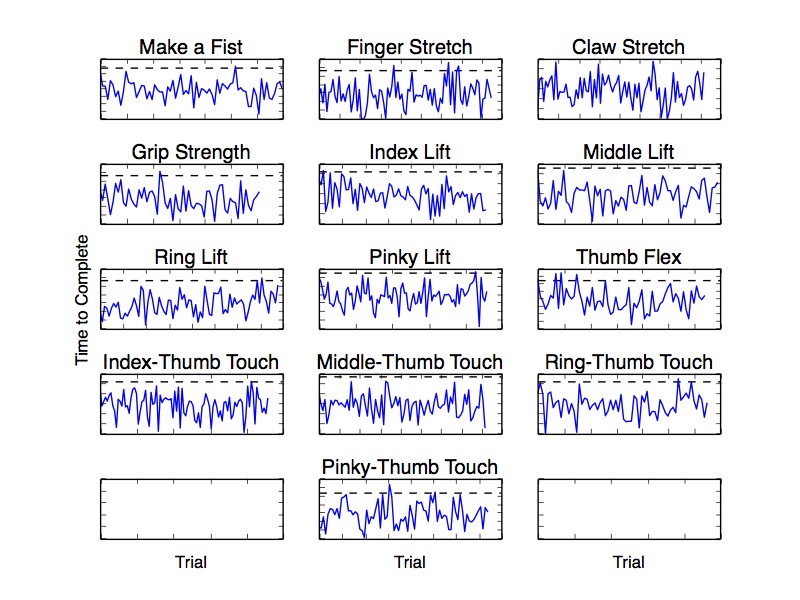 Make a Fist
Finger Stretch
Claw Stretch
Grip Strength
Index Lift
Middle Lift
Time to Complete
Ring Lift
Pinky Lift
Thumb Flex
Index-Thumb Touch
Middle-Thumb Touch
Ring-Thumb Touch
Pinky-Thumb Touch
Trial
Trial
Trial